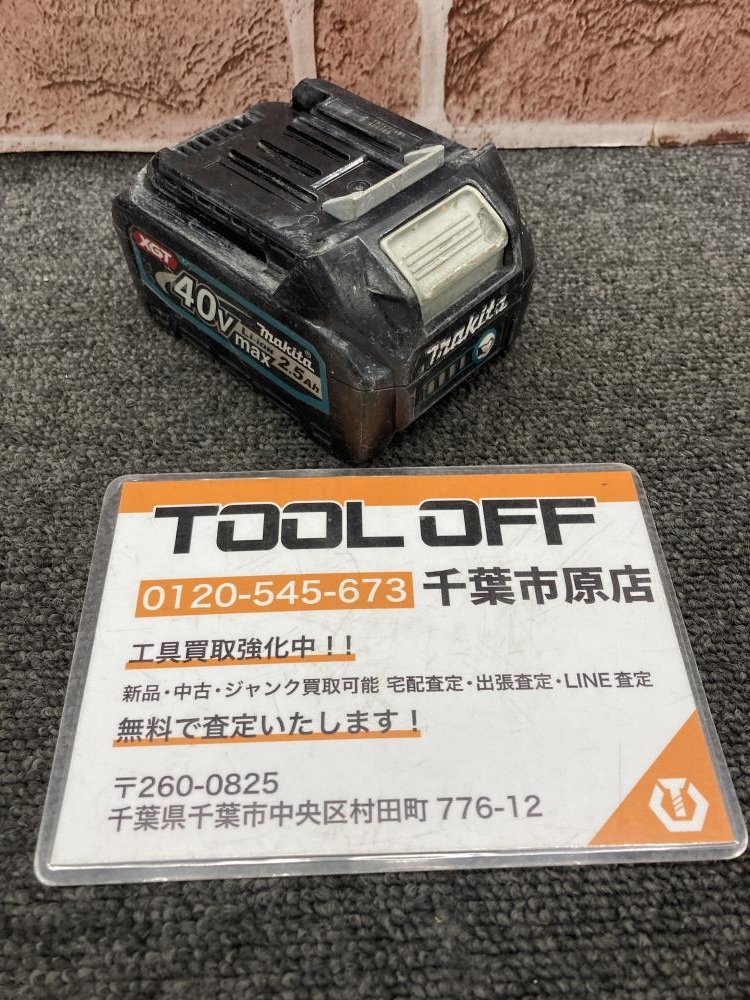 XGT
40Vmax
Li-ION
makita®
2.5Ah
makita
TOOL OFF
0120-545-673 千葉市原店
工具買取強化中！！
新品・中古・ジャンク買取可能 宅配査定・出張査定・LINE査定
無料で査定いたします！
〒260-0825
千葉県千葉市中央区村田町 776-12